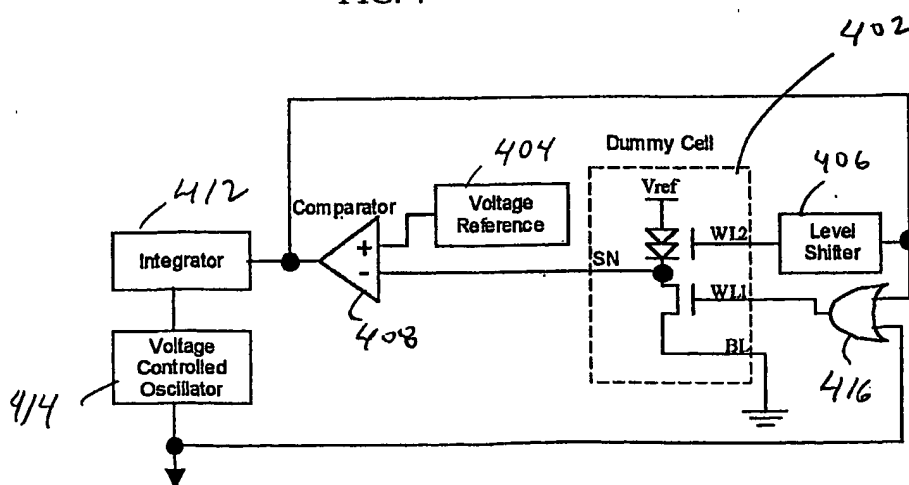 402
Dummy Cell
404
406
412
Vref
Comparator
Voltage
Reference
WL2
Level
Shifter
Integrator
+
SN
-
WL1
408
Voltage
Controlled
Oscillator
BL
416
414